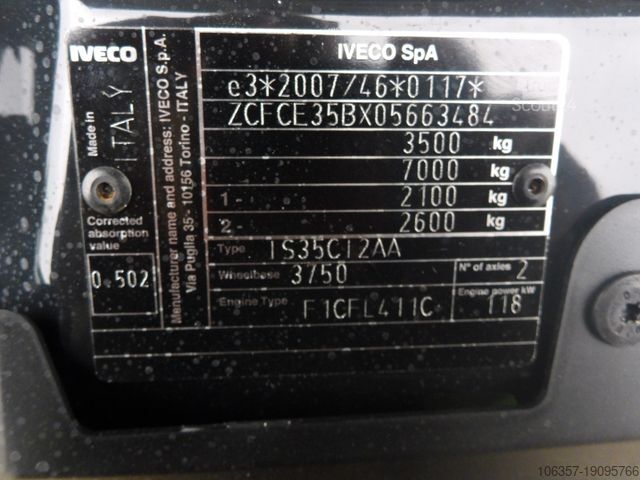 IVECO
IVECO SpA
e3*2007/46*0117*
ZCFCE35BX05663484
3500 kg
7000 kg
1- 2100 kg
2- 2600 kg
Type IS35CI2AA
Wheelbase 3750
N° of axles 2
Engine Type F1CFL411C
Engine power kW 118
Made in ITALY
Corrected
absorption
value
0.502
Manufacturer name and address: IVECO S.p.A.
Via Puglia 35 - 10156 Torino - ITALY
106357-19095766